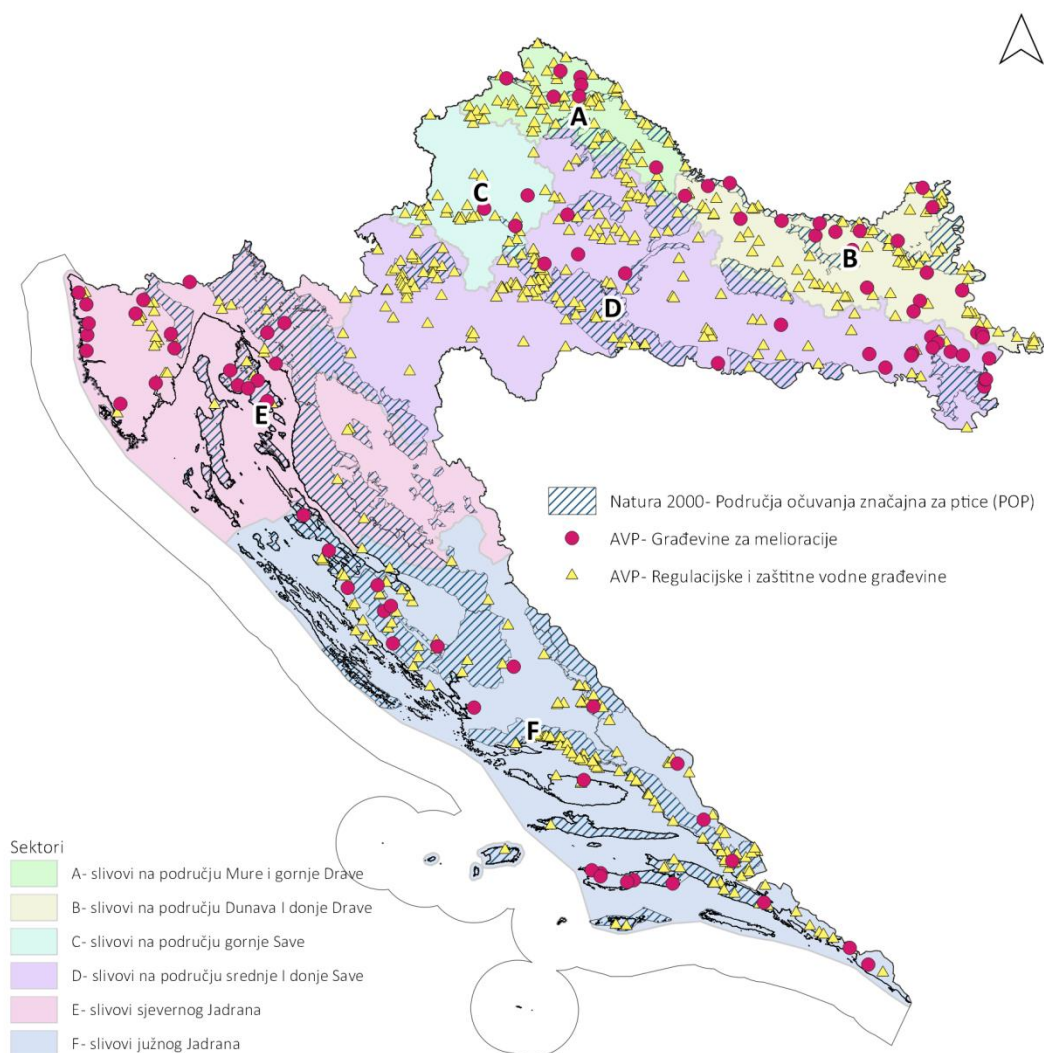 A
C
B
D
E
Natura 2000- Područja očuvanja značajna za ptice (POP)
AVP- Građevine za melioracije
AVP- Regulacijske i zaštitne vodne građevine
F
Sektori
A- slivovi na području Mure i gornje Drave
B- slivovi na području Dunava I donje Drave
C- slivovi na području gornje Save
D- slivovi na području srednje I donje Save
E- slivovi sjevernog Jadrana
F- slivovi južnog Jadrana